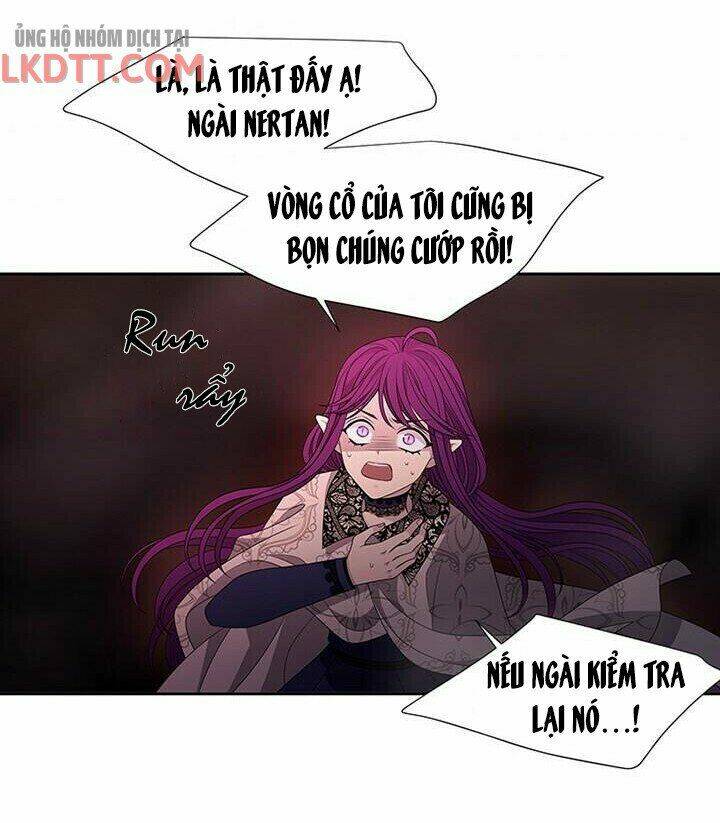 ỦNG HỘ NHÓM DỊCH TẠI
LKDTT.COM
LÀ, LÀ THẬT ĐẤY Ạ!
NGÀI NERTAN!
VÒNG CỔ CỦA TÔI CŨNG BỊ
BỌN CHÚNG CƯỚP RỒI!
Run
rẩy
NẾU NGÀI KIỂM TRA
LẠI NÓ...!